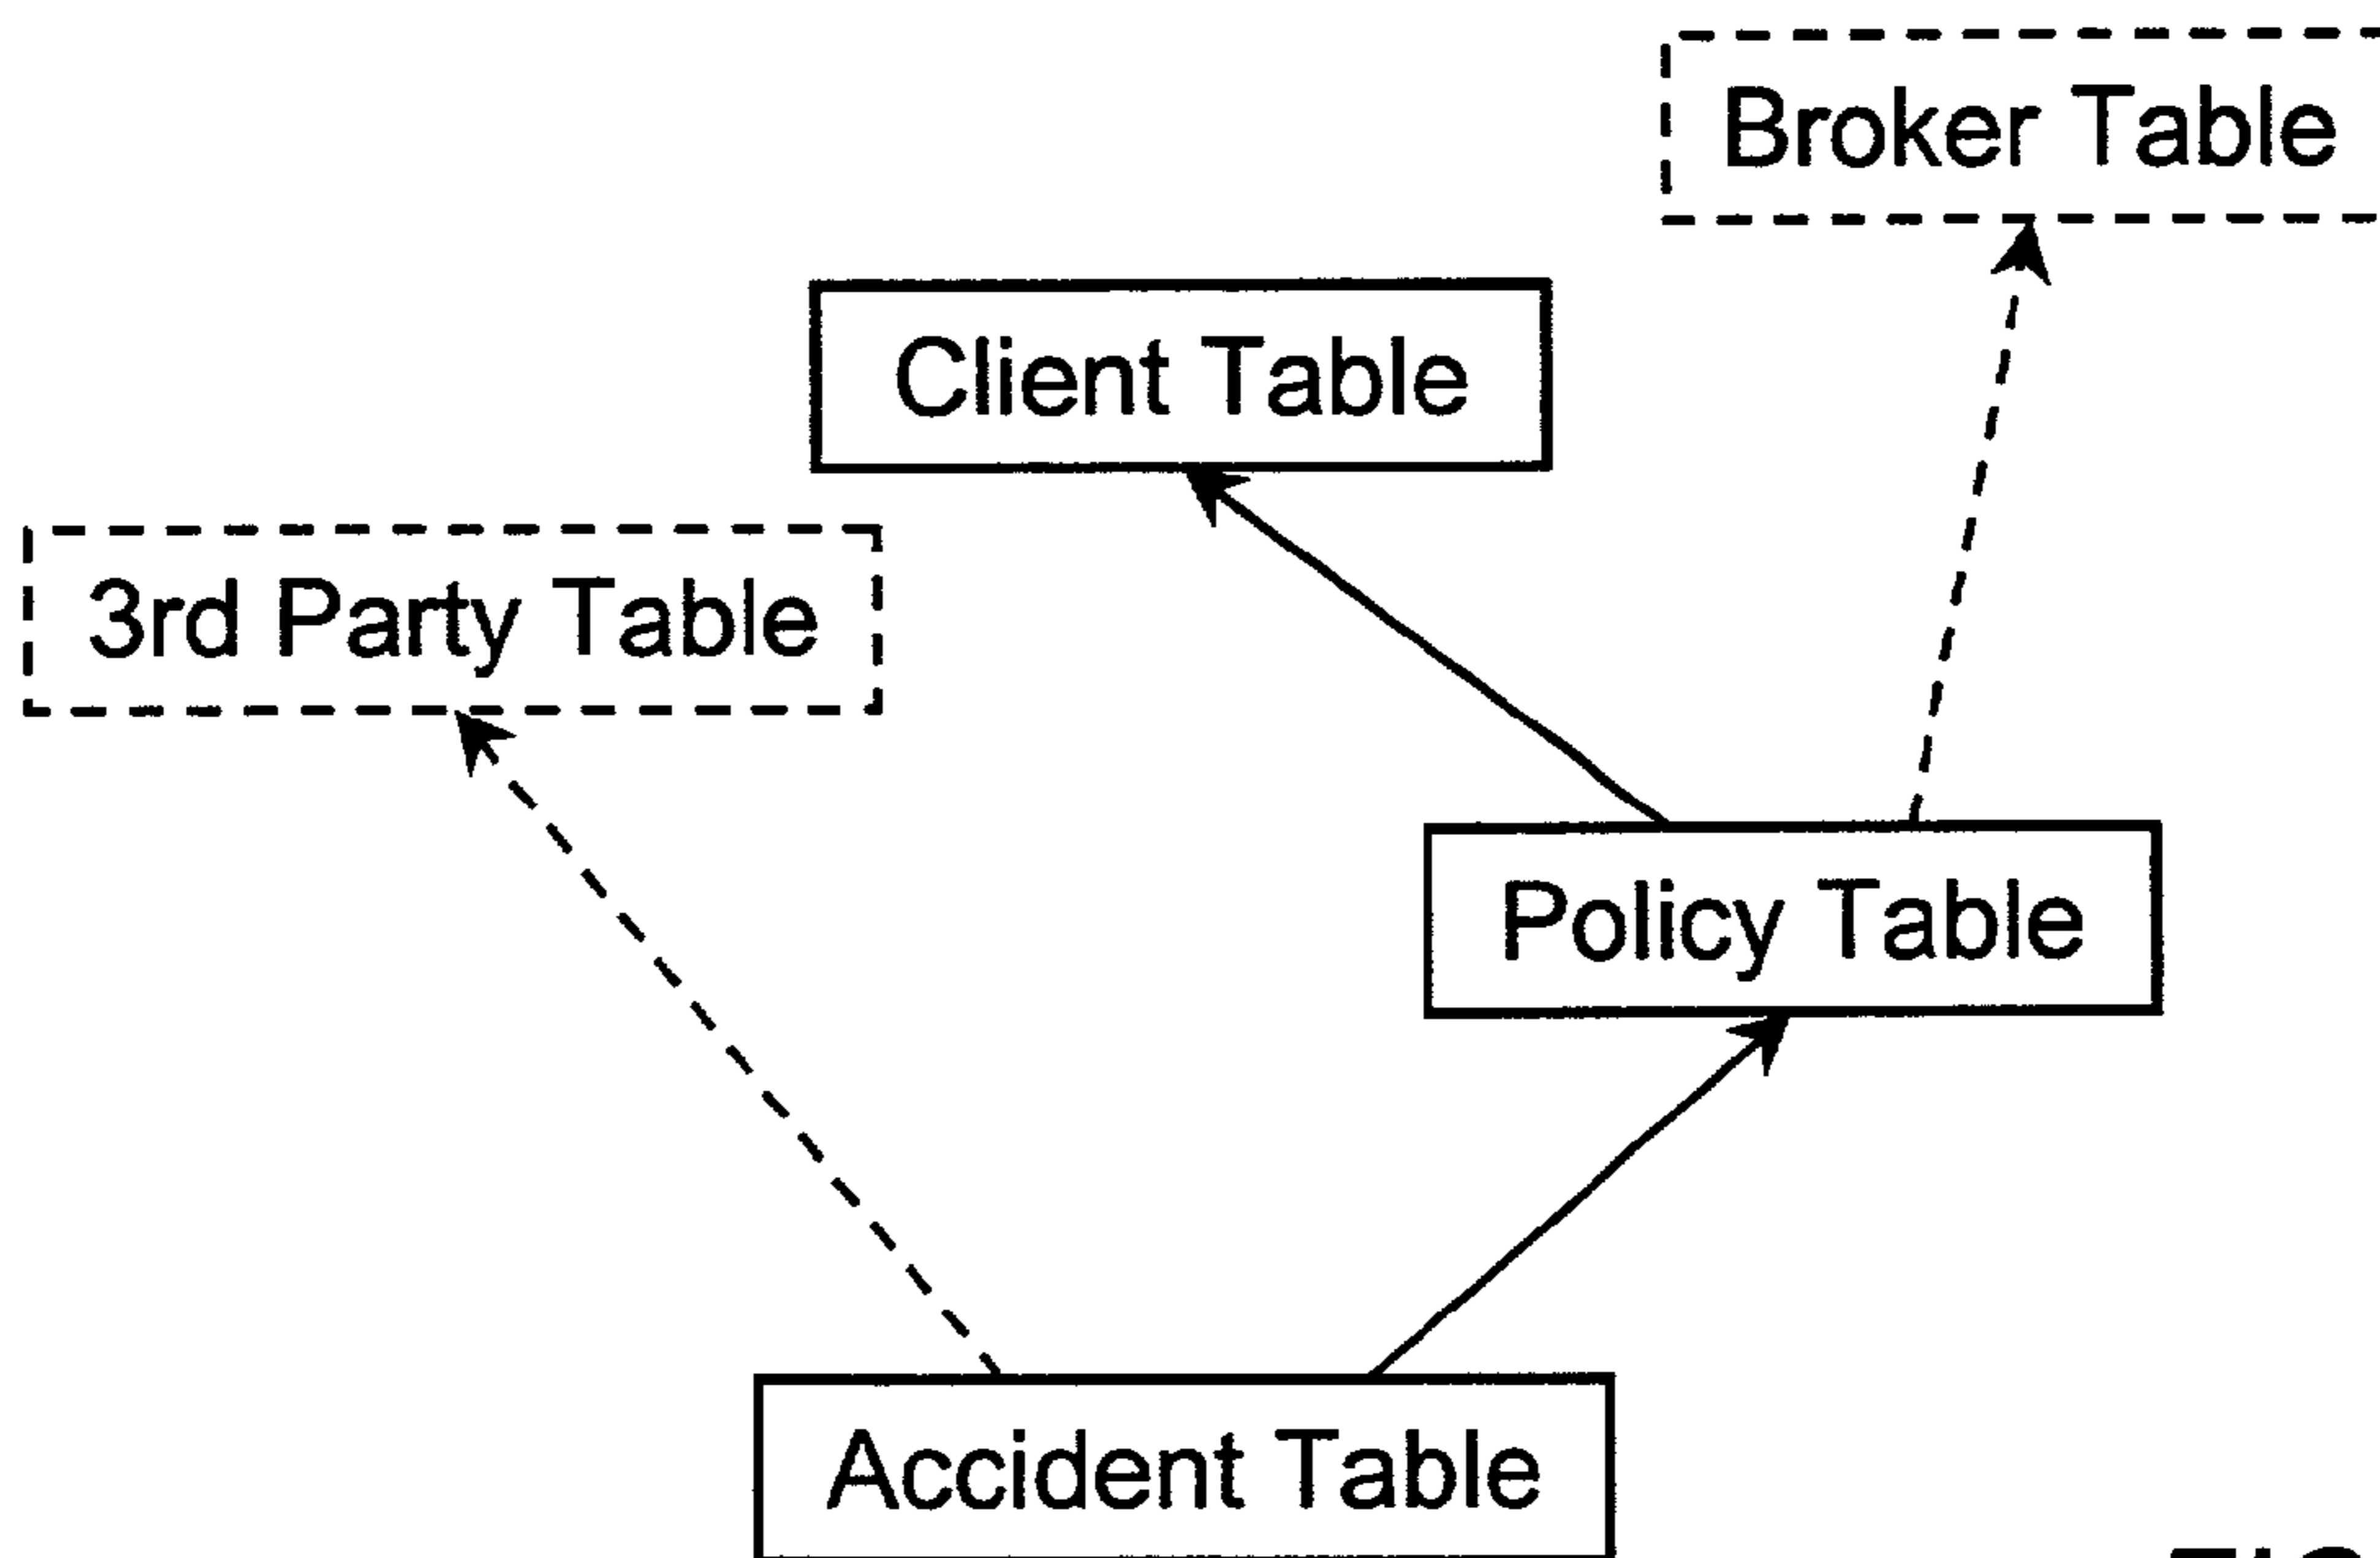 Broker Table
Client Table
3rd Party Table
Policy Table
Accident Table